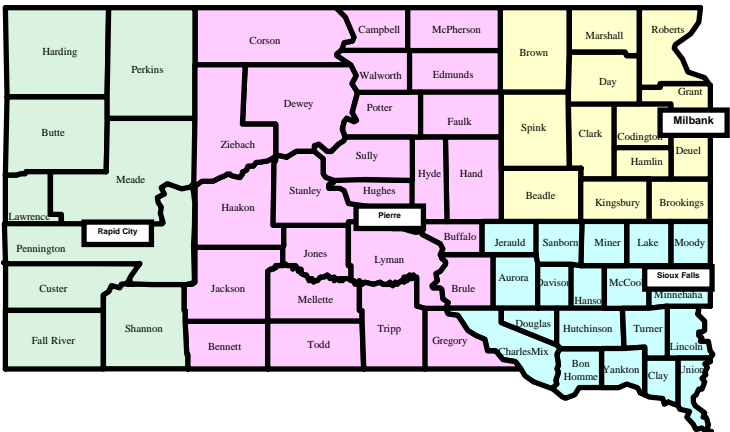 Harding
Perkins
Corson
Campbell
McPherson
Brown
Marshall
Roberts
Walworth
Edmunds
Day
Grant
Dewey
Potter
Faulk
Milbank
Butte
Ziebach
Spink
Clark
Codington
Deuel
Sully
Hamlin
Meade
Hyde
Hand
Stanley
Hughes
Beadle
Kingsbury
Brookings
Lawrence
Haakon
Pierre
Rapid City
Pennington
Buffalo
Jerauld
Sanborn
Miner
Lake
Moody
Jones
Lyman
Custer
Jackson
Mellette
Brule
Aurora
Davison
Hanso
McCoo
Sioux Falls
Minnehaha
Fall River
Shannon
Tripp
Douglas
Hutchinson
Turner
Lincoln
Bennett
Todd
Gregory
CharlesMix
Bon
Homme
Yankton
Clay
Union